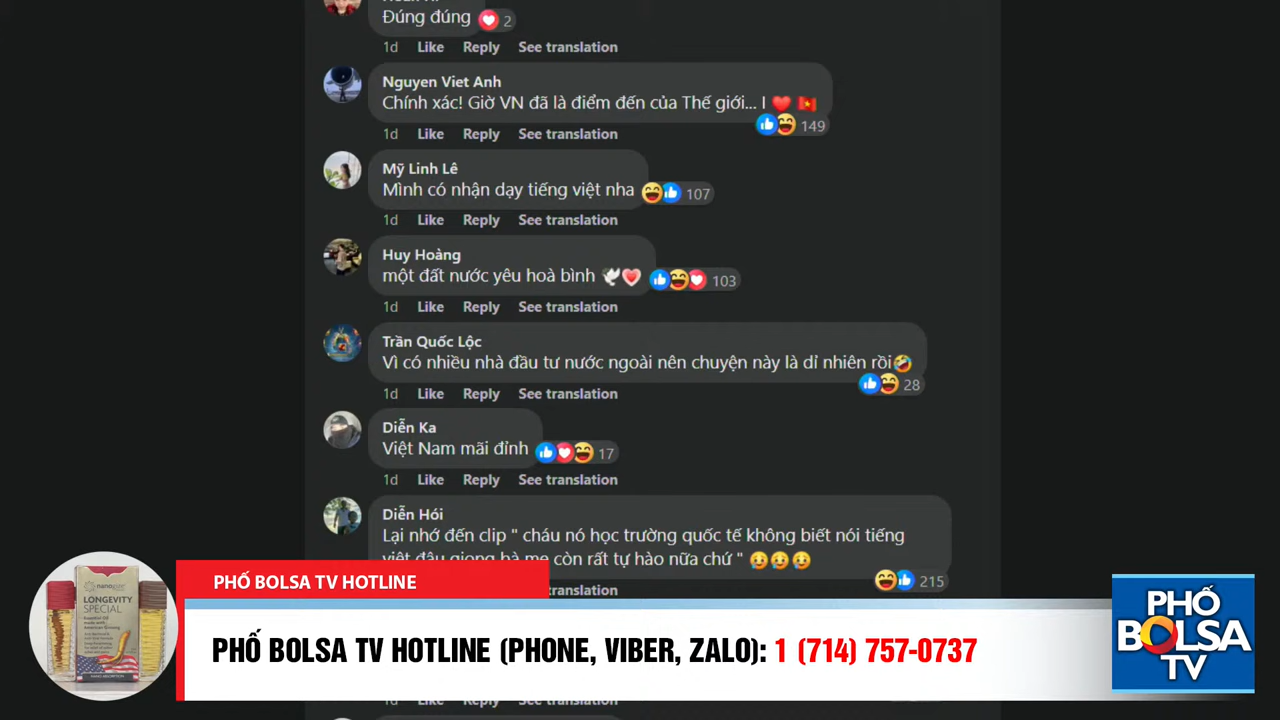 Đúng đúng
2
1d Like Reply See translation
Nguyen Viet Anh
Chính xác! Giờ VN đã là điểm đến của Thế giới... I ❤️ 🇻🇳
149
1d Like Reply See translation
Mỹ Linh Lê
Mình có nhận dạy tiếng việt nha
107
1d Like Reply See translation
Huy Hoàng
một đất nước yêu hoà bình 🕊️💗
103
1d Like Reply See translation
Trần Quốc Lộc
Vì có nhiều nhà đầu tư nước ngoài nên chuyện này là dỉ nhiên rồi🤣
28
1d Like Reply See translation
Diễn Ka
Việt Nam mãi đỉnh
17
1d Like Reply See translation
Diễn Hói
Lại nhớ đến clip " cháu nó học trường quốc tế không biết nói tiếng
việt đâu giọng hà mẹ còn rất tự hào nữa chứ " 😥😥😥
215
translation
PHỐ BOLSA TV HOTLINE
PHỐ BOLSA TV HOTLINE (PHONE, VIBER, ZALO): 1 (714) 757-0737
LONGEVITY
SPECIAL
PHỐ
BOLSA
TV
1d Like Reply See translation